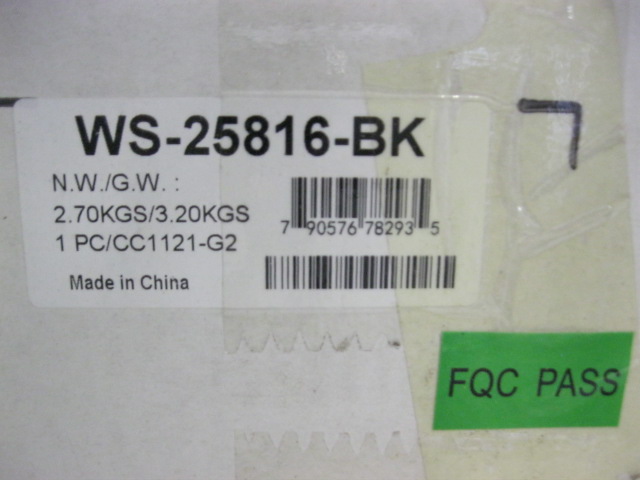 WS-25816-BK
N.W./G.W. :
2.70KGS/3.20KGS
7 90576 78293 5
1 PC/CC1121-G2
Made in China
FQC PASS